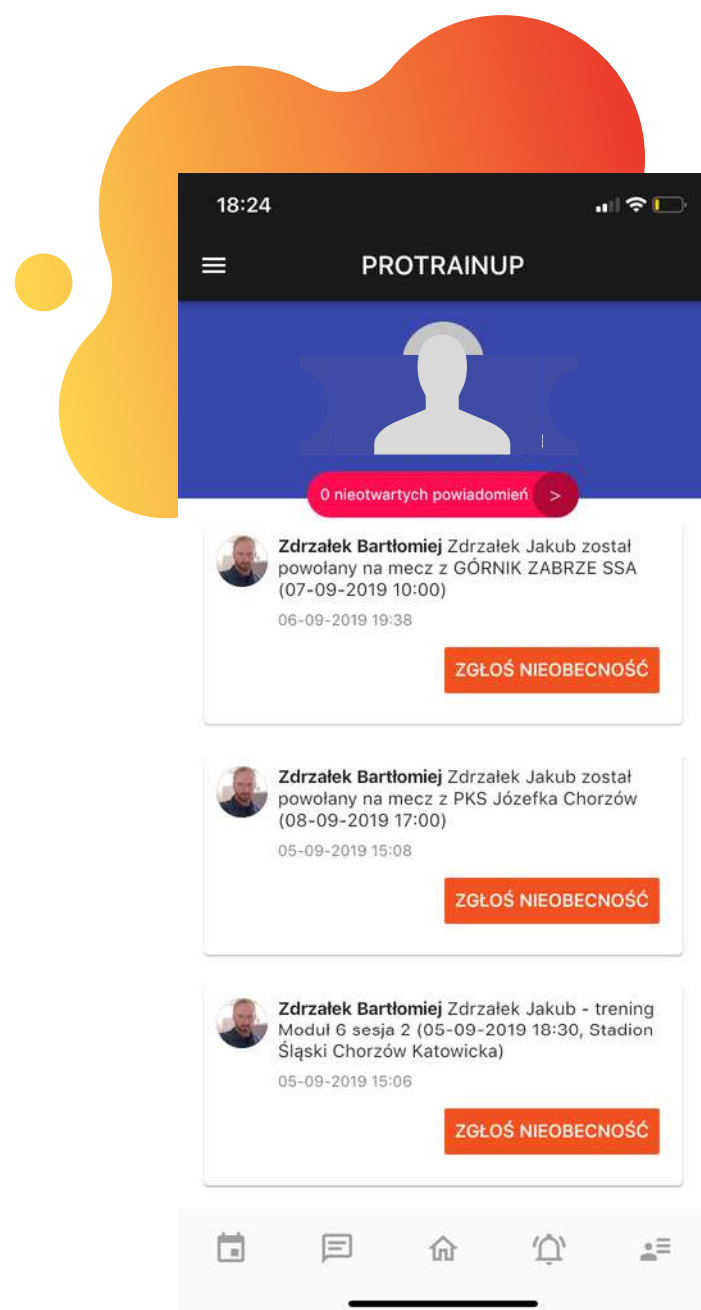 18:24
PROTRAINUP
0 nieotwartych powiadomień >
Zdrzałek Bartłomiej Zdrzałek Jakub został
powołany na mecz z GÓRNIK ZABRZE SSA
(07-09-2019 10:00)
06-09-2019 19:38
ZGŁOŚ NIEOBECNOŚĆ
Zdrzałek Bartłomiej Zdrzałek Jakub został
powołany na mecz z PKS Józefka Chorzów
(08-09-2019 17:00)
05-09-2019 15:08
ZGŁOŚ NIEOBECNOŚĆ
Zdrzałek Bartłomiej Zdrzałek Jakub - trening
Moduł 6 sesja 2 (05-09-2019 18:30, Stadion
Śląski Chorzów Katowicka)
05-09-2019 15:06
ZGŁOŚ NIEOBECNOŚĆ